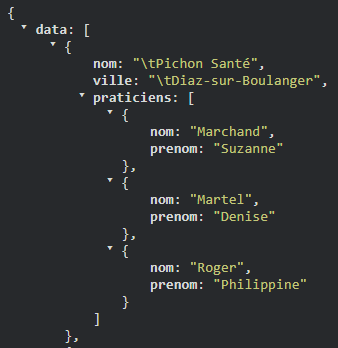 {
data: [
{
nom: "\tPichon Santé",
ville: "\tDiaz-sur-Boulanger",
praticiens: [
{
nom: "Marchand",
prenom: "Suzanne"
},
{
nom: "Martel",
prenom: "Denise"
},
{
nom: "Roger",
prenom: "Philippine"
}
]
},